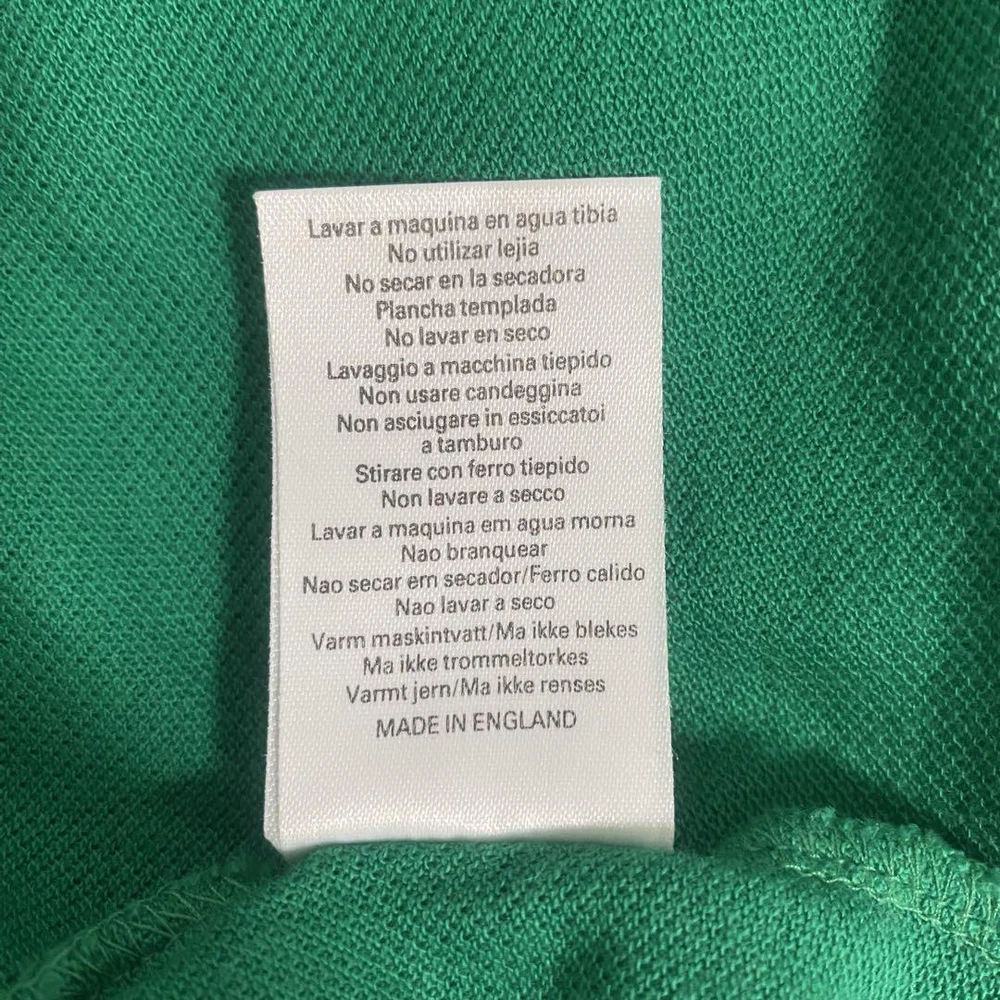 Lavar a maquina en agua tibia
No utilizar lejia
No secar en la secadora
Plancha templada
No lavar en seco
Lavaggio a macchina tiepido
Non usare candeggina
Non asciugare in essiccatoi
a tamburo
Stirare con ferro tiepido
Non lavare a secco
Lavar a maquina em agua morna
Nao branquear
Nao secar em secador/Ferro calido
Nao lavar a seco
Varm maskintvatt/Ma ikke blekes
Ma ikke trommeltorkes
Varmt jern/Ma ikke renses
MADE IN ENGLAND